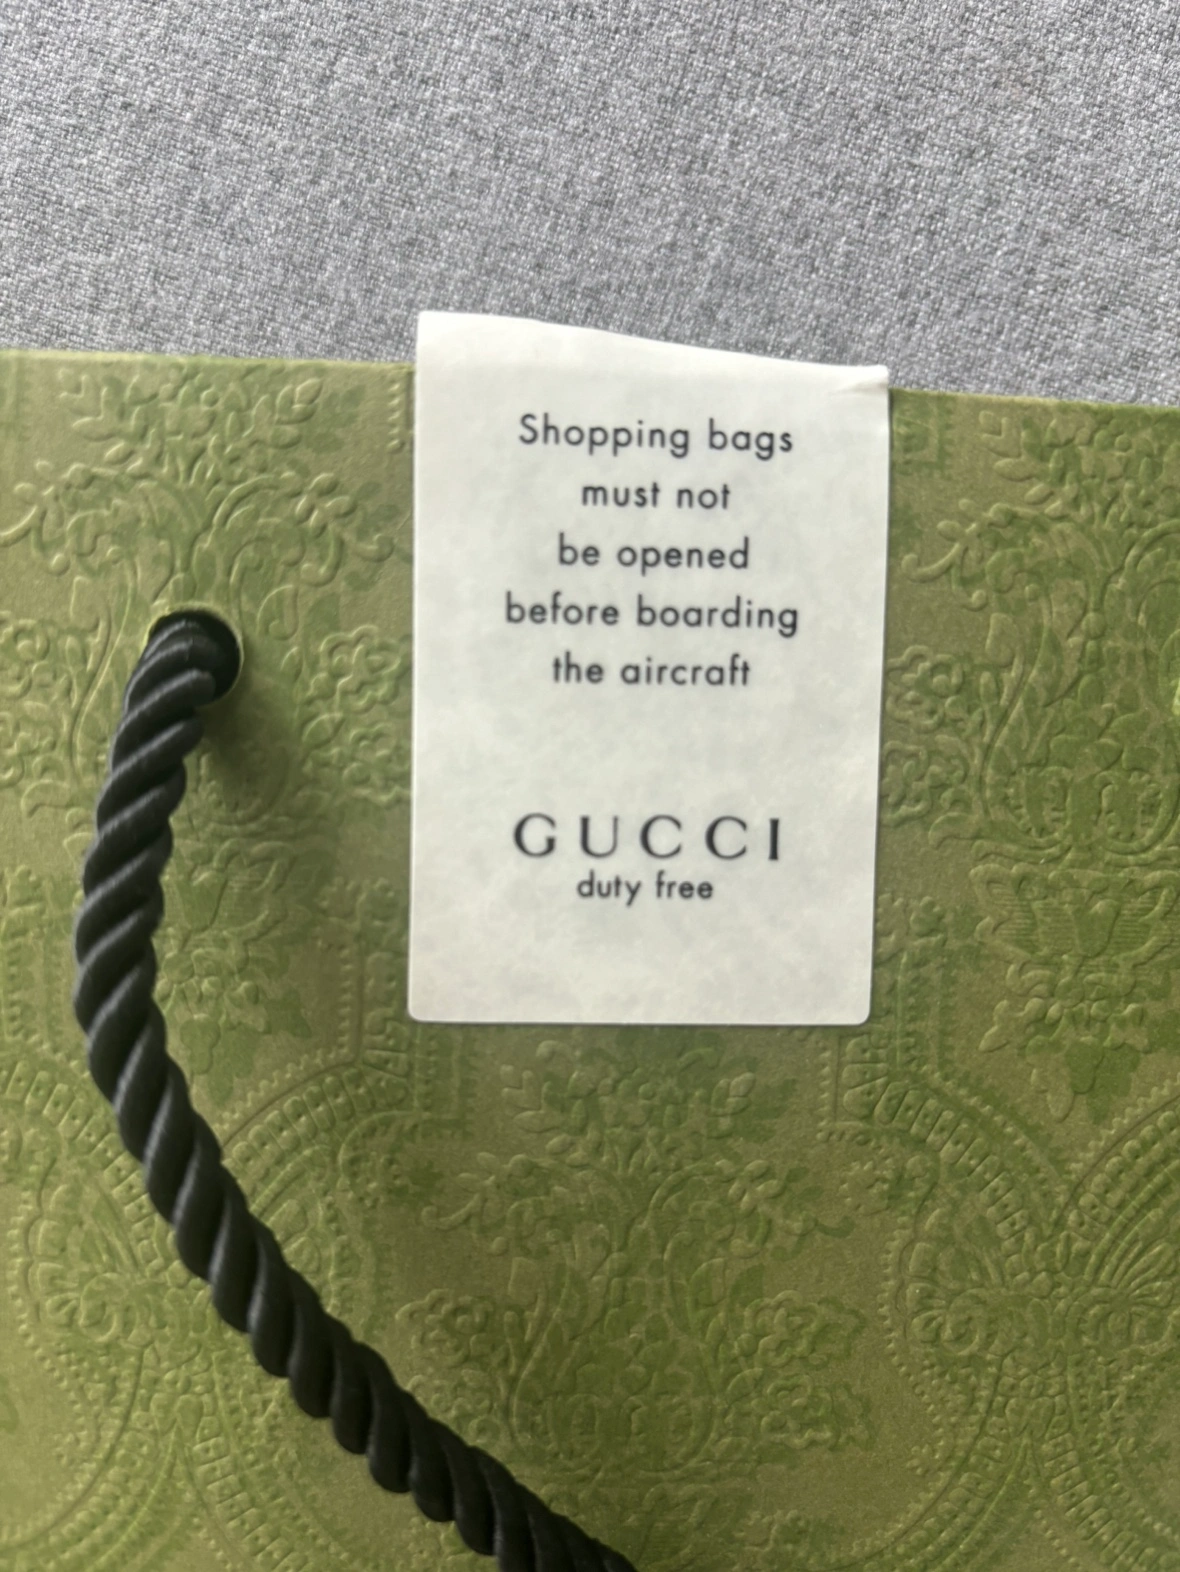 Shopping bags
must not
be opened
before boarding
the aircraft
GUCCI
duty free